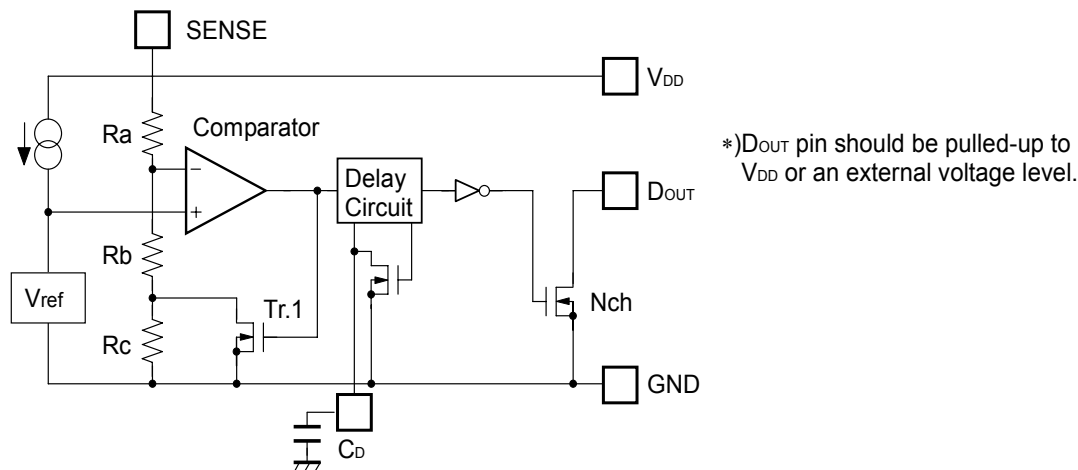 SENSE
VDD
Ra
Comparator
*)DOUT pin should be pulled-up to
VDD or an external voltage level.
−
Delay
Circuit
DOUT
+
Rb
Vref
Tr.1
Nch
Rc
GND
CD